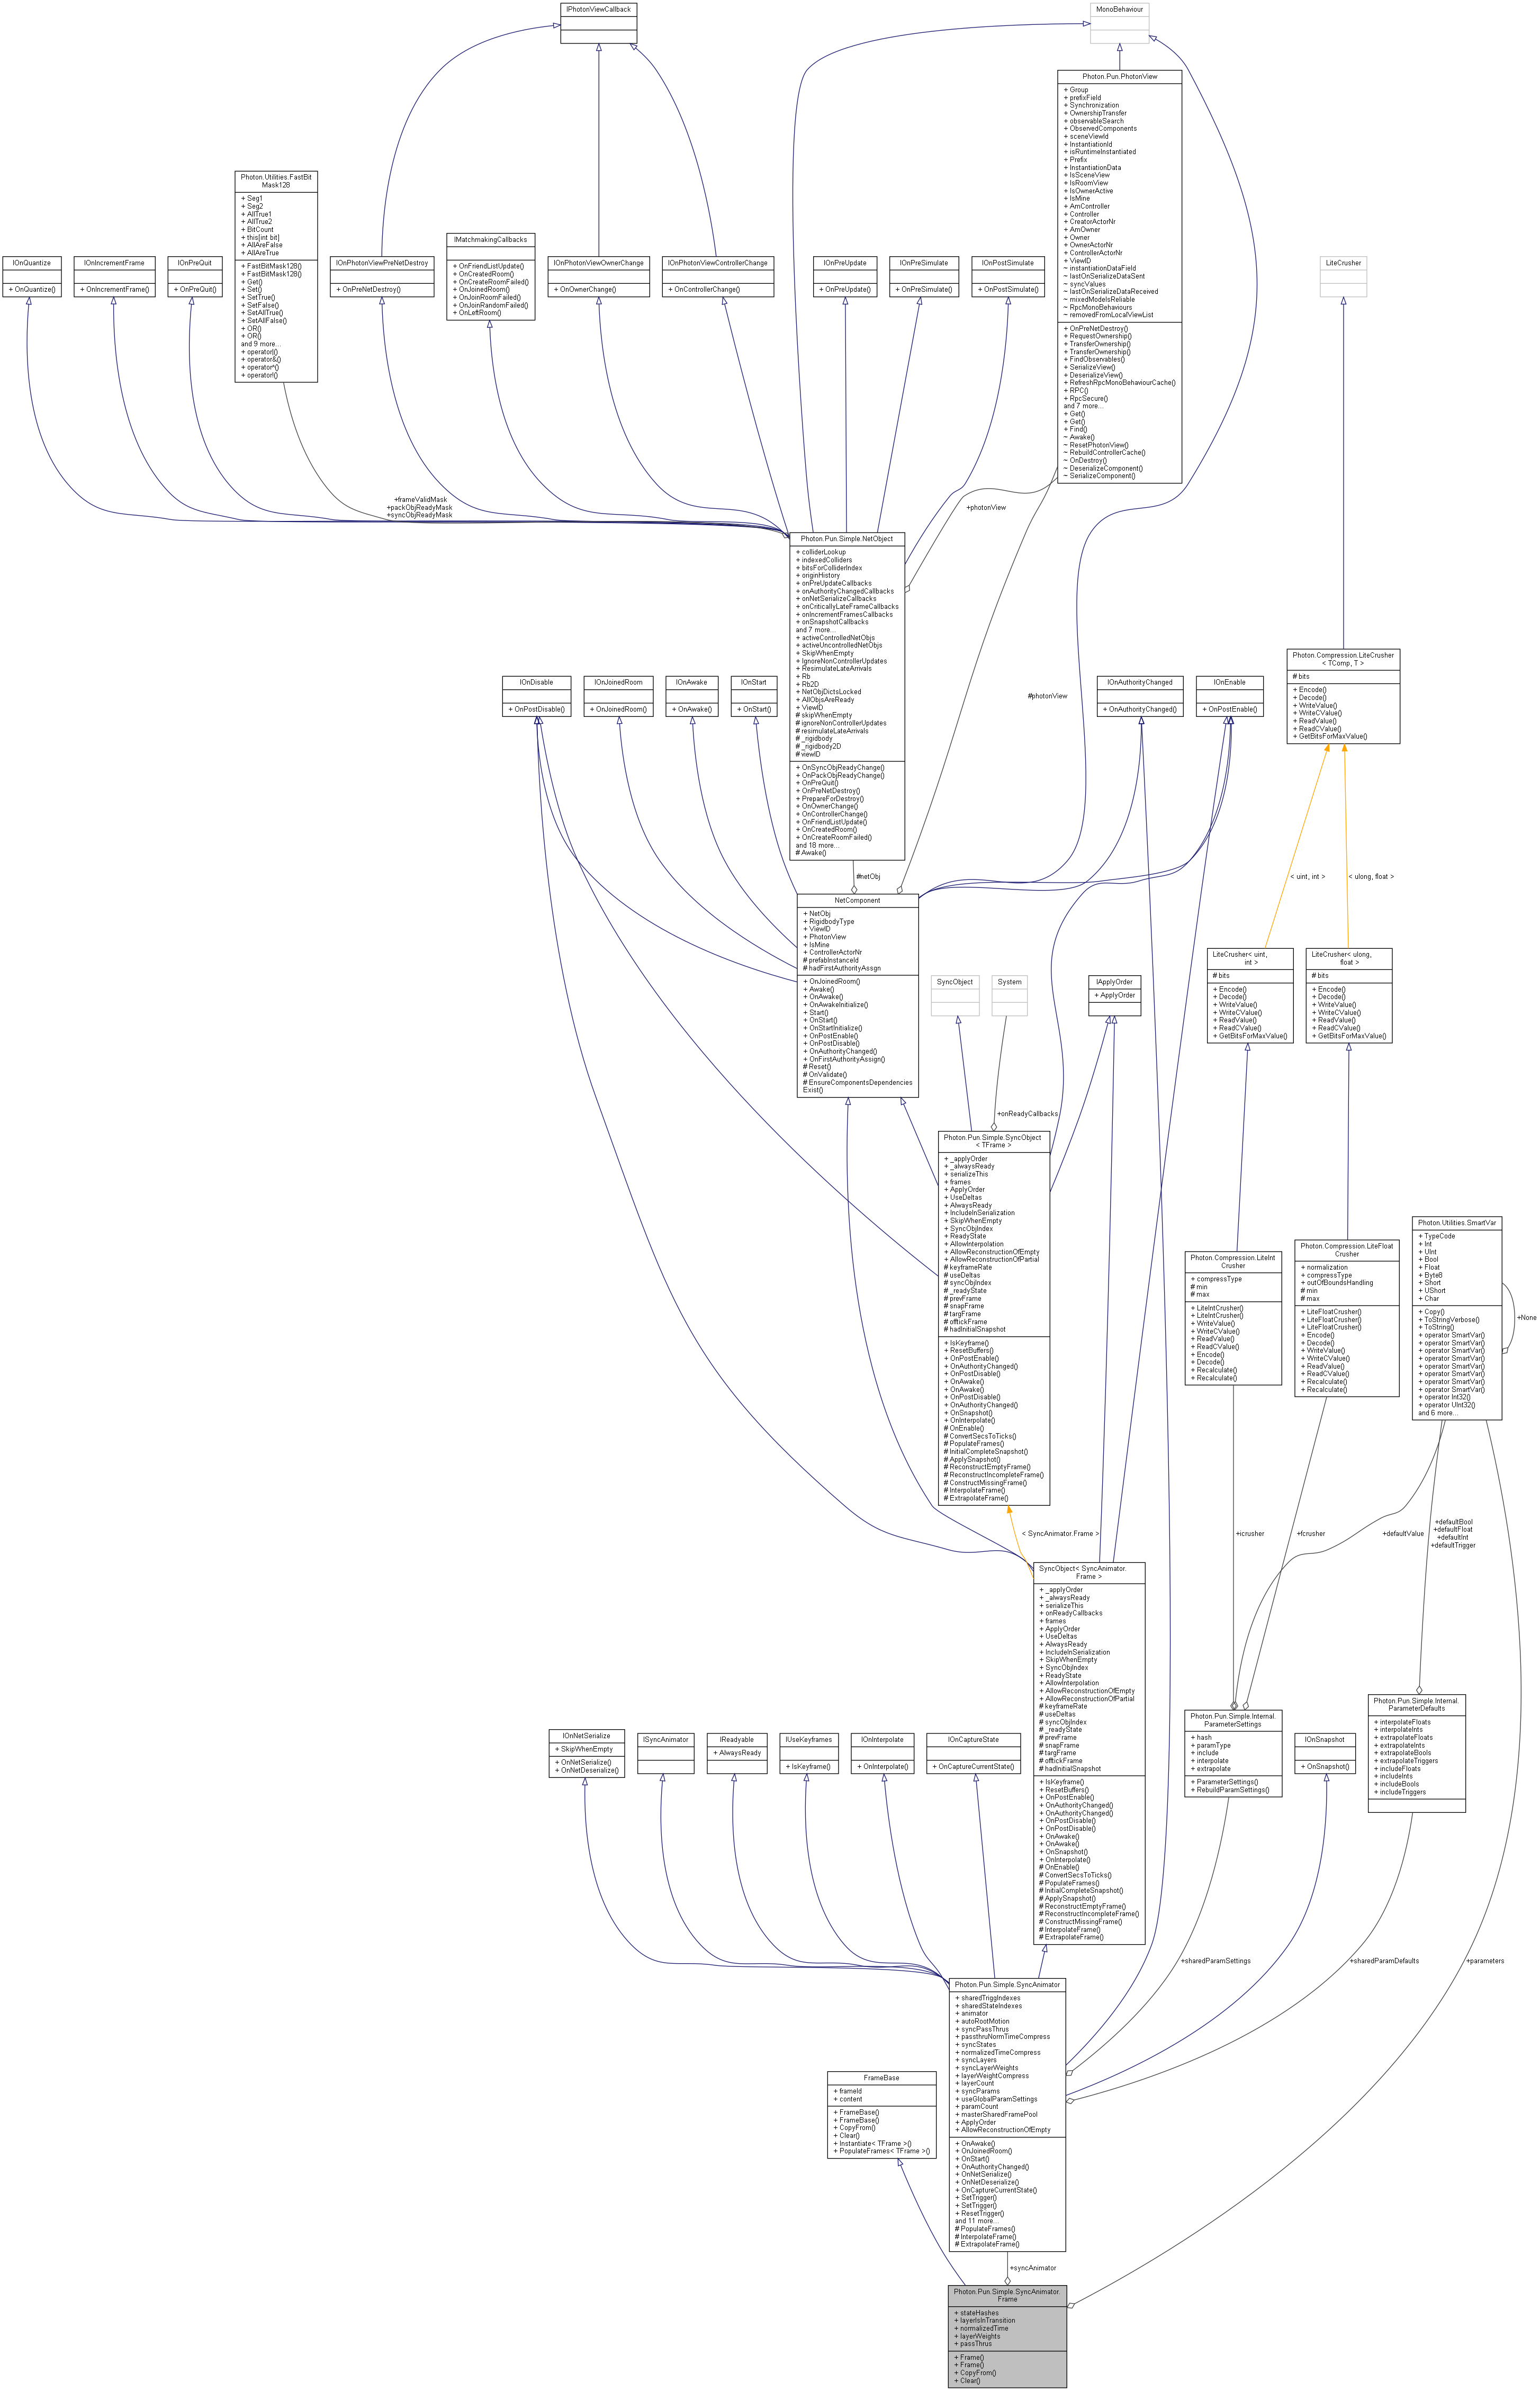 IPhotonViewCallback
MonoBehaviour
Photon.Pun.PhotonView
+ Group
+ prefixField
+ Synchronization
+ OwnershipTransfer
+ observableSearch
+ ObservedComponents
+ sceneViewId
+ InstantiationId
+ isRuntimeInstantiated
+ Prefix
+ InstantiationData
+ IsSceneView
+ IsRoomView
+ IsOwnerActive
+ IsMine
+ AmController
+ Controller
+ CreatorActorNr
+ AmOwner
+ Owner
+ OwnerActorNr
+ ControllerActorNr
+ ViewID
~ instantiationDataField
~ lastOnSerializeDataSent
~ syncValues
~ lastOnSerializeDataReceived
~ mixedModeIsReliable
~ RpcMonoBehaviours
~ removedFromLocalViewList
+ OnPreNetDestroy()
+ RequestOwnership()
+ TransferOwnership()
+ TransferOwnership()
+ FindObservables()
+ SerializeView()
+ DeserializeView()
+ RefreshRpcMonoBehaviourCache()
+ RPC()
+ RpcSecure()
and 7 more...
+ Get()
+ Get()
+ Find()
~ Awake()
~ ResetPhotonView()
~ RebuildControllerCache()
~ OnDestroy()
~ DeserializeComponent()
~ SerializeComponent()
Photon.Utilities.FastBit
Mask128
+ Seg1
+ Seg2
+ AllTrue1
+ AllTrue2
+ BitCount
+ this[int bit]
+ AllAreFalse
+ AllAreTrue
+ FastBitMask128()
+ FastBitMask128()
+ Get()
+ Set()
+ SetTrue()
+ SetFalse()
+ SetAllTrue()
+ SetAllFalse()
+ OR()
+ OR()
and 9 more...
+ operator|()
+ operator&()
+ operator^()
+ operator!()
IOnQuantize
+ OnQuantize()
IOnIncrementFrame
+ OnIncrementFrame()
IOnPreQuit
+ OnPreQuit()
IOnPhotonViewPreNetDestroy
+ OnPreNetDestroy()
IMatchmakingCallbacks
+ OnFriendListUpdate()
+ OnCreatedRoom()
+ OnCreateRoomFailed()
+ OnJoinedRoom()
+ OnJoinRoomFailed()
+ OnJoinRandomFailed()
+ OnLeftRoom()
IOnPhotonViewOwnerChange
+ OnOwnerChange()
IOnPhotonViewControllerChange
+ OnControllerChange()
IOnPreUpdate
+ OnPreUpdate()
IOnPreSimulate
+ OnPreSimulate()
IOnPostSimulate
+ OnPostSimulate()
LiteCrusher
+frameValidMask
+packObjReadyMask
+syncObjReadyMask
+photonView
Photon.Pun.Simple.NetObject
+ colliderLookup
+ indexedColliders
+ bitsForColliderIndex
+ originHistory
+ onPreUpdateCallbacks
+ onAuthorityChangedCallbacks
+ onNetSerializeCallbacks
+ onCriticallyLateFrameCallbacks
+ onIncrementFramesCallbacks
+ onSnapshotCallbacks
and 7 more...
+ activeControlledNetObjs
+ activeUncontrolledNetObjs
+ SkipWhenEmpty
+ IgnoreNonControllerUpdates
+ ResimulateLateArrivals
+ Rb
+ Rb2D
+ NetObjDictsLocked
+ AllObjsAreReady
+ ViewID
# skipWhenEmpty
# ignoreNonControllerUpdates
# resimulateLateArrivals
# _rigidbody
# _rigidbody2D
# viewID
+ OnSyncObjReadyChange()
+ OnPackObjReadyChange()
+ OnPreQuit()
+ OnPreNetDestroy()
+ PrepareForDestroy()
+ OnOwnerChange()
+ OnControllerChange()
+ OnFriendListUpdate()
+ OnCreatedRoom()
+ OnCreateRoomFailed()
and 18 more...
# Awake()
IOnDisable
+ OnPostDisable()
IOnJoinedRoom
+ OnJoinedRoom()
IOnAwake
+ OnAwake()
IOnStart
+ OnStart()
#photonView
IOnAuthorityChanged
+ OnAuthorityChanged()
IOnEnable
+ OnPostEnable()
Photon.Compression.LiteCrusher
< TComp, T >
# bits
+ Encode()
+ Decode()
+ WriteValue()
+ WriteCValue()
+ ReadValue()
+ ReadCValue()
+ GetBitsForMaxValue()
#netObj
< uint, int >
< ulong, float >
NetComponent
+ NetObj
+ RigidbodyType
+ ViewID
+ PhotonView
+ IsMine
+ ControllerActorNr
# prefabInstanceId
# hadFirstAuthorityAssgn
+ OnJoinedRoom()
+ Awake()
+ OnAwake()
+ OnAwakeInitialize()
+ Start()
+ OnStart()
+ OnStartInitialize()
+ OnPostEnable()
+ OnPostDisable()
+ OnAuthorityChanged()
+ OnFirstAuthorityAssign()
# Reset()
# OnValidate()
# EnsureComponentsDependencies
Exist()
SyncObject
System
IApplyOrder
+ ApplyOrder
LiteCrusher< uint,
int >
# bits
+ Encode()
+ Decode()
+ WriteValue()
+ WriteCValue()
+ ReadValue()
+ ReadCValue()
+ GetBitsForMaxValue()
LiteCrusher< ulong,
float >
# bits
+ Encode()
+ Decode()
+ WriteValue()
+ WriteCValue()
+ ReadValue()
+ ReadCValue()
+ GetBitsForMaxValue()
+onReadyCallbacks
Photon.Pun.Simple.SyncObject
< TFrame >
+ _applyOrder
+ _alwaysReady
+ serializeThis
+ frames
+ ApplyOrder
+ UseDeltas
+ AlwaysReady
+ IncludeInSerialization
+ SkipWhenEmpty
+ SyncObjIndex
+ ReadyState
+ AllowInterpolation
+ AllowReconstructionOfEmpty
+ AllowReconstructionOfPartial
# keyframeRate
# useDeltas
# syncObjIndex
# _readyState
# prevFrame
# snapFrame
# targFrame
# offtickFrame
# hadInitialSnapshot
+ IsKeyframe()
+ ResetBuffers()
+ OnPostEnable()
+ OnAuthorityChanged()
+ OnPostDisable()
+ OnAwake()
+ OnAwake()
+ OnPostDisable()
+ OnAuthorityChanged()
+ OnSnapshot()
+ OnInterpolate()
# OnEnable()
# ConvertSecsToTicks()
# PopulateFrames()
# InitialCompleteSnapshot()
# ApplySnapshot()
# ReconstructEmptyFrame()
# ReconstructIncompleteFrame()
# ConstructMissingFrame()
# InterpolateFrame()
# ExtrapolateFrame()
Photon.Compression.LiteInt
Crusher
+ compressType
# min
# max
+ LiteIntCrusher()
+ LiteIntCrusher()
+ WriteValue()
+ WriteCValue()
+ ReadValue()
+ ReadCValue()
+ Encode()
+ Decode()
+ Recalculate()
+ Recalculate()
Photon.Compression.LiteFloat
Crusher
+ normalization
+ compressType
+ outOfBoundsHandling
# min
# max
+ LiteFloatCrusher()
+ LiteFloatCrusher()
+ LiteFloatCrusher()
+ Encode()
+ Decode()
+ WriteValue()
+ WriteCValue()
+ ReadValue()
+ ReadCValue()
+ Recalculate()
+ Recalculate()
Photon.Utilities.SmartVar
+ TypeCode
+ Int
+ UInt
+ Bool
+ Float
+ Byte8
+ Short
+ UShort
+ Char
+ Copy()
+ ToStringVerbose()
+ ToString()
+ operator SmartVar()
+ operator SmartVar()
+ operator SmartVar()
+ operator SmartVar()
+ operator SmartVar()
+ operator SmartVar()
+ operator SmartVar()
+ operator SmartVar()
+ operator Int32()
+ operator UInt32()
and 6 more...
+None
< SyncAnimator.Frame >
+icrusher
+fcrusher
+defaultValue
+defaultBool
+defaultFloat
+defaultInt
+defaultTrigger
SyncObject< SyncAnimator.
Frame >
+ _applyOrder
+ _alwaysReady
+ serializeThis
+ onReadyCallbacks
+ frames
+ ApplyOrder
+ UseDeltas
+ AlwaysReady
+ IncludeInSerialization
+ SkipWhenEmpty
+ SyncObjIndex
+ ReadyState
+ AllowInterpolation
+ AllowReconstructionOfEmpty
+ AllowReconstructionOfPartial
# keyframeRate
# useDeltas
# syncObjIndex
# _readyState
# prevFrame
# snapFrame
# targFrame
# offtickFrame
# hadInitialSnapshot
+ IsKeyframe()
+ ResetBuffers()
+ OnPostEnable()
+ OnAuthorityChanged()
+ OnAuthorityChanged()
+ OnPostDisable()
+ OnPostDisable()
+ OnAwake()
+ OnAwake()
+ OnSnapshot()
+ OnInterpolate()
# OnEnable()
# ConvertSecsToTicks()
# PopulateFrames()
# InitialCompleteSnapshot()
# ApplySnapshot()
# ReconstructEmptyFrame()
# ReconstructIncompleteFrame()
# ConstructMissingFrame()
# InterpolateFrame()
# ExtrapolateFrame()
IOnNetSerialize
+ SkipWhenEmpty
+ OnNetSerialize()
+ OnNetDeserialize()
ISyncAnimator
IReadyable
+ AlwaysReady
IUseKeyframes
+ IsKeyframe()
IOnInterpolate
+ OnInterpolate()
IOnCaptureState
+ OnCaptureCurrentState()
Photon.Pun.Simple.Internal.
ParameterSettings
+ hash
+ paramType
+ include
+ interpolate
+ extrapolate
+ ParameterSettings()
+ RebuildParamSettings()
IOnSnapshot
+ OnSnapshot()
Photon.Pun.Simple.Internal.
ParameterDefaults
+ interpolateFloats
+ interpolateInts
+ extrapolateFloats
+ extrapolateInts
+ extrapolateBools
+ extrapolateTriggers
+ includeFloats
+ includeInts
+ includeBools
+ includeTriggers
+sharedParamSettings
+sharedParamDefaults
+parameters
Photon.Pun.Simple.SyncAnimator
+ sharedTriggIndexes
+ sharedStateIndexes
+ animator
+ autoRootMotion
+ syncPassThrus
+ passthruNormTimeCompress
+ syncStates
+ normalizedTimeCompress
+ syncLayers
+ syncLayerWeights
+ layerWeightCompress
+ layerCount
+ syncParams
+ useGlobalParamSettings
+ paramCount
+ masterSharedFramePool
+ ApplyOrder
+ AllowReconstructionOfEmpty
+ OnAwake()
+ OnJoinedRoom()
+ OnStart()
+ OnAuthorityChanged()
+ OnNetSerialize()
+ OnNetDeserialize()
+ OnCaptureCurrentState()
+ SetTrigger()
+ SetTrigger()
+ ResetTrigger()
and 11 more...
# PopulateFrames()
# InterpolateFrame()
# ExtrapolateFrame()
FrameBase
+ frameId
+ content
+ FrameBase()
+ FrameBase()
+ CopyFrom()
+ Clear()
+ Instantiate< TFrame >()
+ PopulateFrames< TFrame >()
+syncAnimator
Photon.Pun.Simple.SyncAnimator.
Frame
+ stateHashes
+ layerIsInTransition
+ normalizedTime
+ layerWeights
+ passThrus
+ Frame()
+ Frame()
+ CopyFrom()
+ Clear()